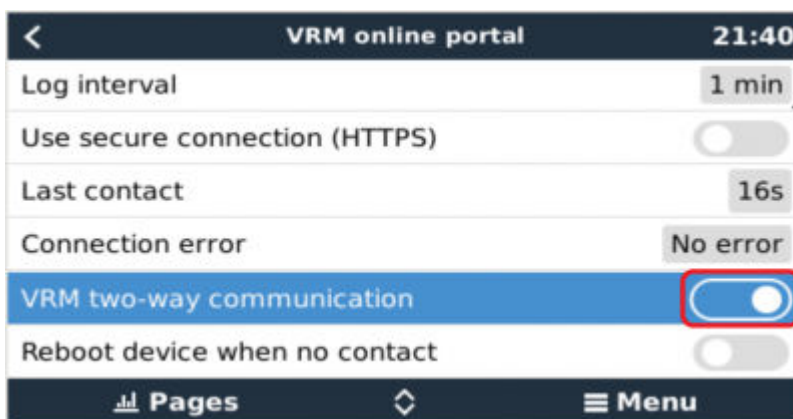 VRM online portal 21:40
Log interval 1 min
Use secure connection (HTTPS)
Last contact 16s
Connection error No error
VRM two-way communication
Reboot device when no contact
Pages Menu